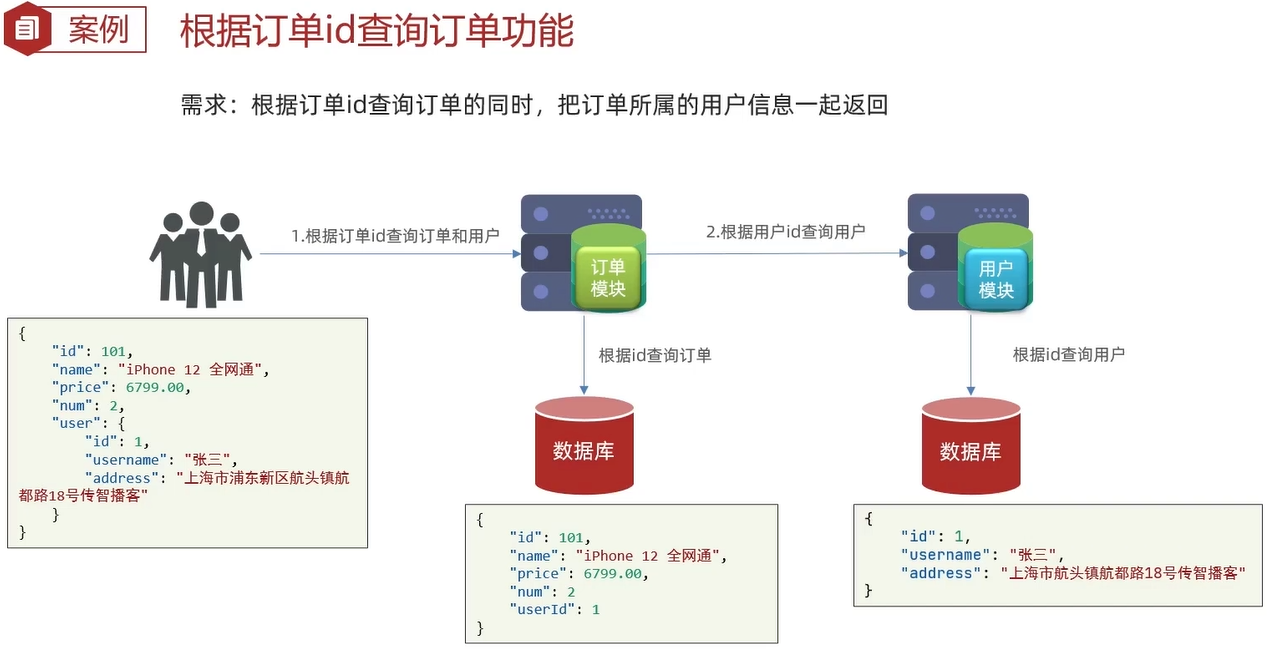 案例
根据订单id查询订单功能
需求：根据订单id查询订单的同时，把订单所属的用户信息一起返回
1.根据订单id查询订单和用户
订单
模块
2.根据用户id查询用户
用户
模块
根据id查询订单
根据id查询用户
数据库
数据库
{
"id": 101,
"name": "iPhone 12 全网通",
"price": 6799.00,
"num": 2,
"user": {
"id": 1,
"username": "张三",
"address": "上海市浦东新区航头镇航
都路18号传智播客"
}
}
{
"id": 101,
"name": "iPhone 12 全网通",
"price": 6799.00,
"num": 2
"userId": 1
}
{
"id": 1,
"username": "张三",
"address": "上海市航头镇航都路18号传智播客"
}